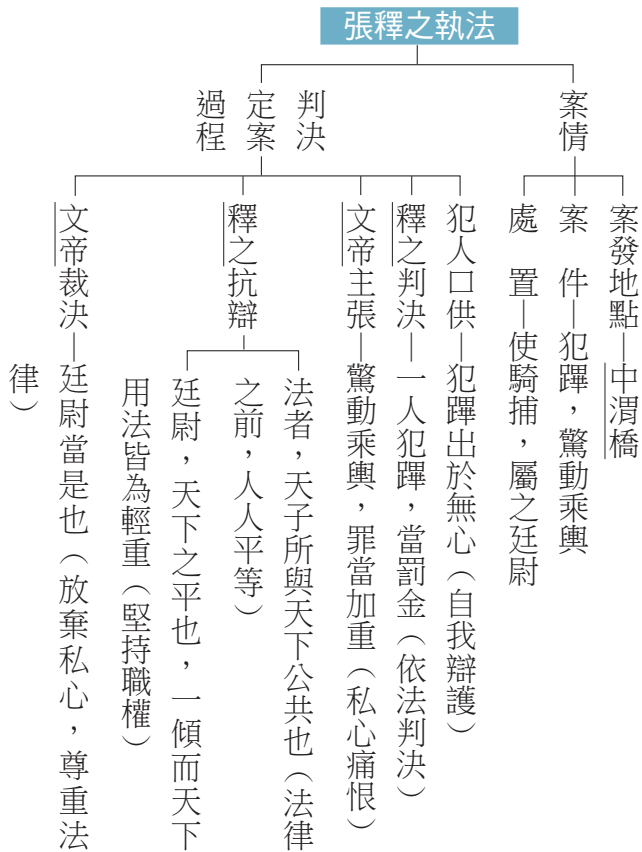 張釋之執法
案情
案發地點—中渭橋
案　件—犯蹕，驚動乘輿
處　置—使騎捕，屬之廷尉
判決
定案
過程
犯人口供—犯蹕出於無心（自我辯護）
釋之判決—一人犯蹕，當罰金（依法判決）
文帝主張—驚動乘輿，罪當加重（私心痛恨）
釋之抗辯
法者，天子所與天下公共也（法律
之前，人人平等）
廷尉，天下之平也，一傾而天下
用法皆為輕重（堅持職權）
文帝裁決—廷尉當是也（放棄私心，尊重法
律）